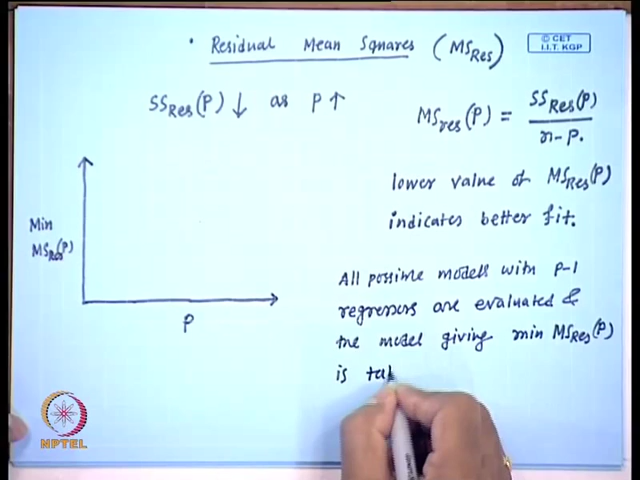 • Residual Mean Squares (MSRes)
© CET
I.I.T. KGP
SSRes(P) ↓ as P ↑
MSres(P) = SSRes(P)
n-p.
lower value of MSRes(P)
indicates better fit.
Min
MSRes(P)
P
All possible models with p-1
regressors are evaluated &
the model giving min MSRes(P)
is tak
NPTEL